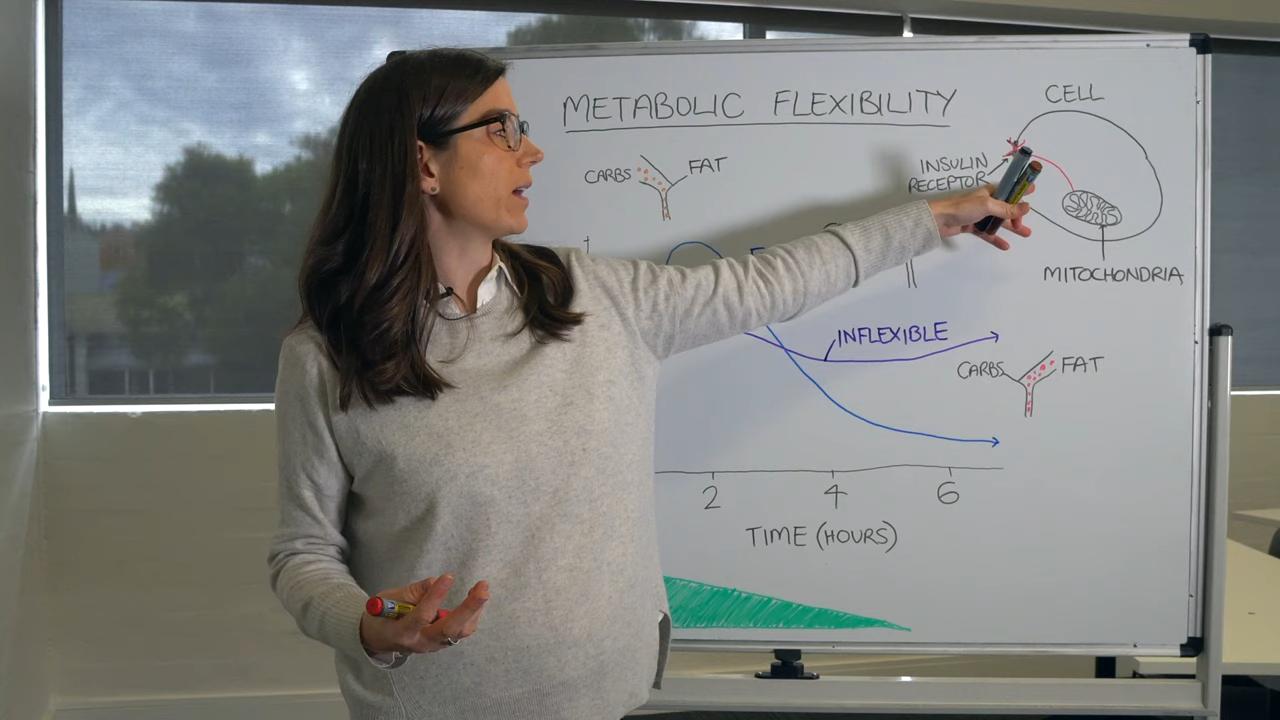 METABOLIC FLEXIBILITY
CELL
CARBS
FAT
INSULIN
RECEPTOR
MITOCHONDRIA
INFLEXIBLE
CARBS
FAT
2
4
6
TIME (HOURS)